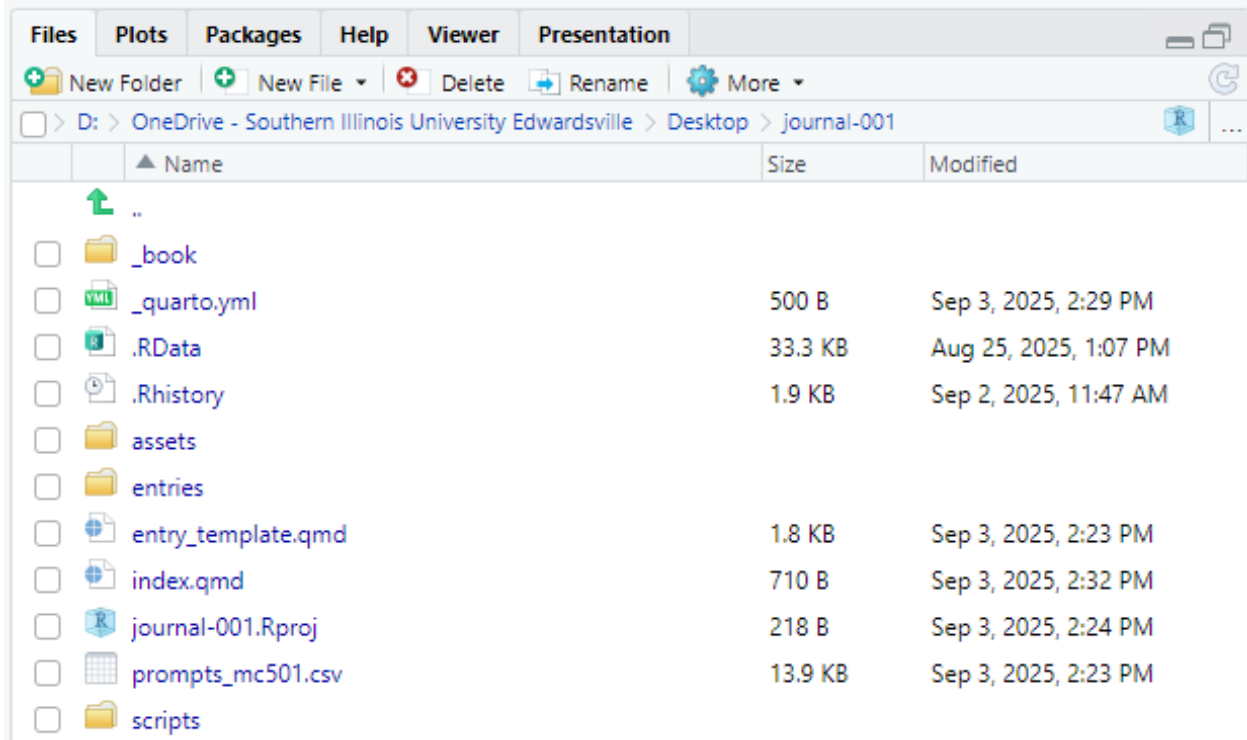 Files Plots Packages Help Viewer Presentation
New Folder New File Delete Rename More
D: > OneDrive - Southern Illinois University Edwardsville > Desktop > journal-001 R ...
Name Size Modified
..
_book
YML _quarto.yml 500 B Sep 3, 2025, 2:29 PM
R .RData 33.3 KB Aug 25, 2025, 1:07 PM
.Rhistory 1.9 KB Sep 2, 2025, 11:47 AM
assets
entries
entry_template.qmd 1.8 KB Sep 3, 2025, 2:23 PM
index.qmd 710 B Sep 3, 2025, 2:32 PM
R journal-001.Rproj 218 B Sep 3, 2025, 2:24 PM
prompts_mc501.csv 13.9 KB Sep 3, 2025, 2:23 PM
scripts